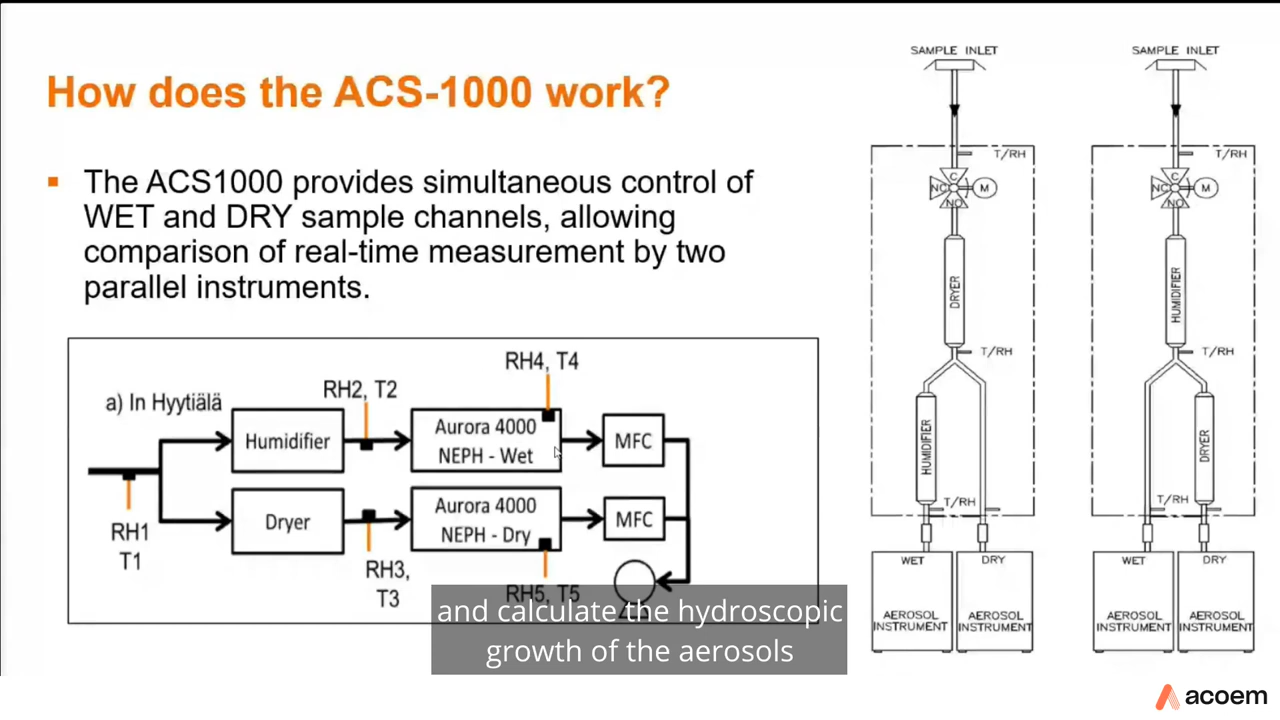 How does the ACS-1000 work?
▪ The ACS1000 provides simultaneous control of
WET and DRY sample channels, allowing
comparison of real-time measurement by two
parallel instruments.
a) In Hyytiälä
RH1
T1
Humidifier
RH2, T2
Aurora 4000
NEPH - Wet
RH4, T4
MFC
Dryer
RH3,
T3
Aurora 4000
NEPH - Dry
RH5, T5
MFC
SAMPLE INLET
T/RH
C
NC
M
NO
DRYER
T/RH
HUMIDIFIER
T/RH
WET
DRY
AEROSOL
INSTRUMENT
AEROSOL
INSTRUMENT
SAMPLE INLET
T/RH
C
NC
M
NO
HUMIDIFIER
T/RH
DRYER
T/RH
WET
DRY
AEROSOL
INSTRUMENT
AEROSOL
INSTRUMENT
and calculate the hydroscopic
growth of the aerosols
acoem